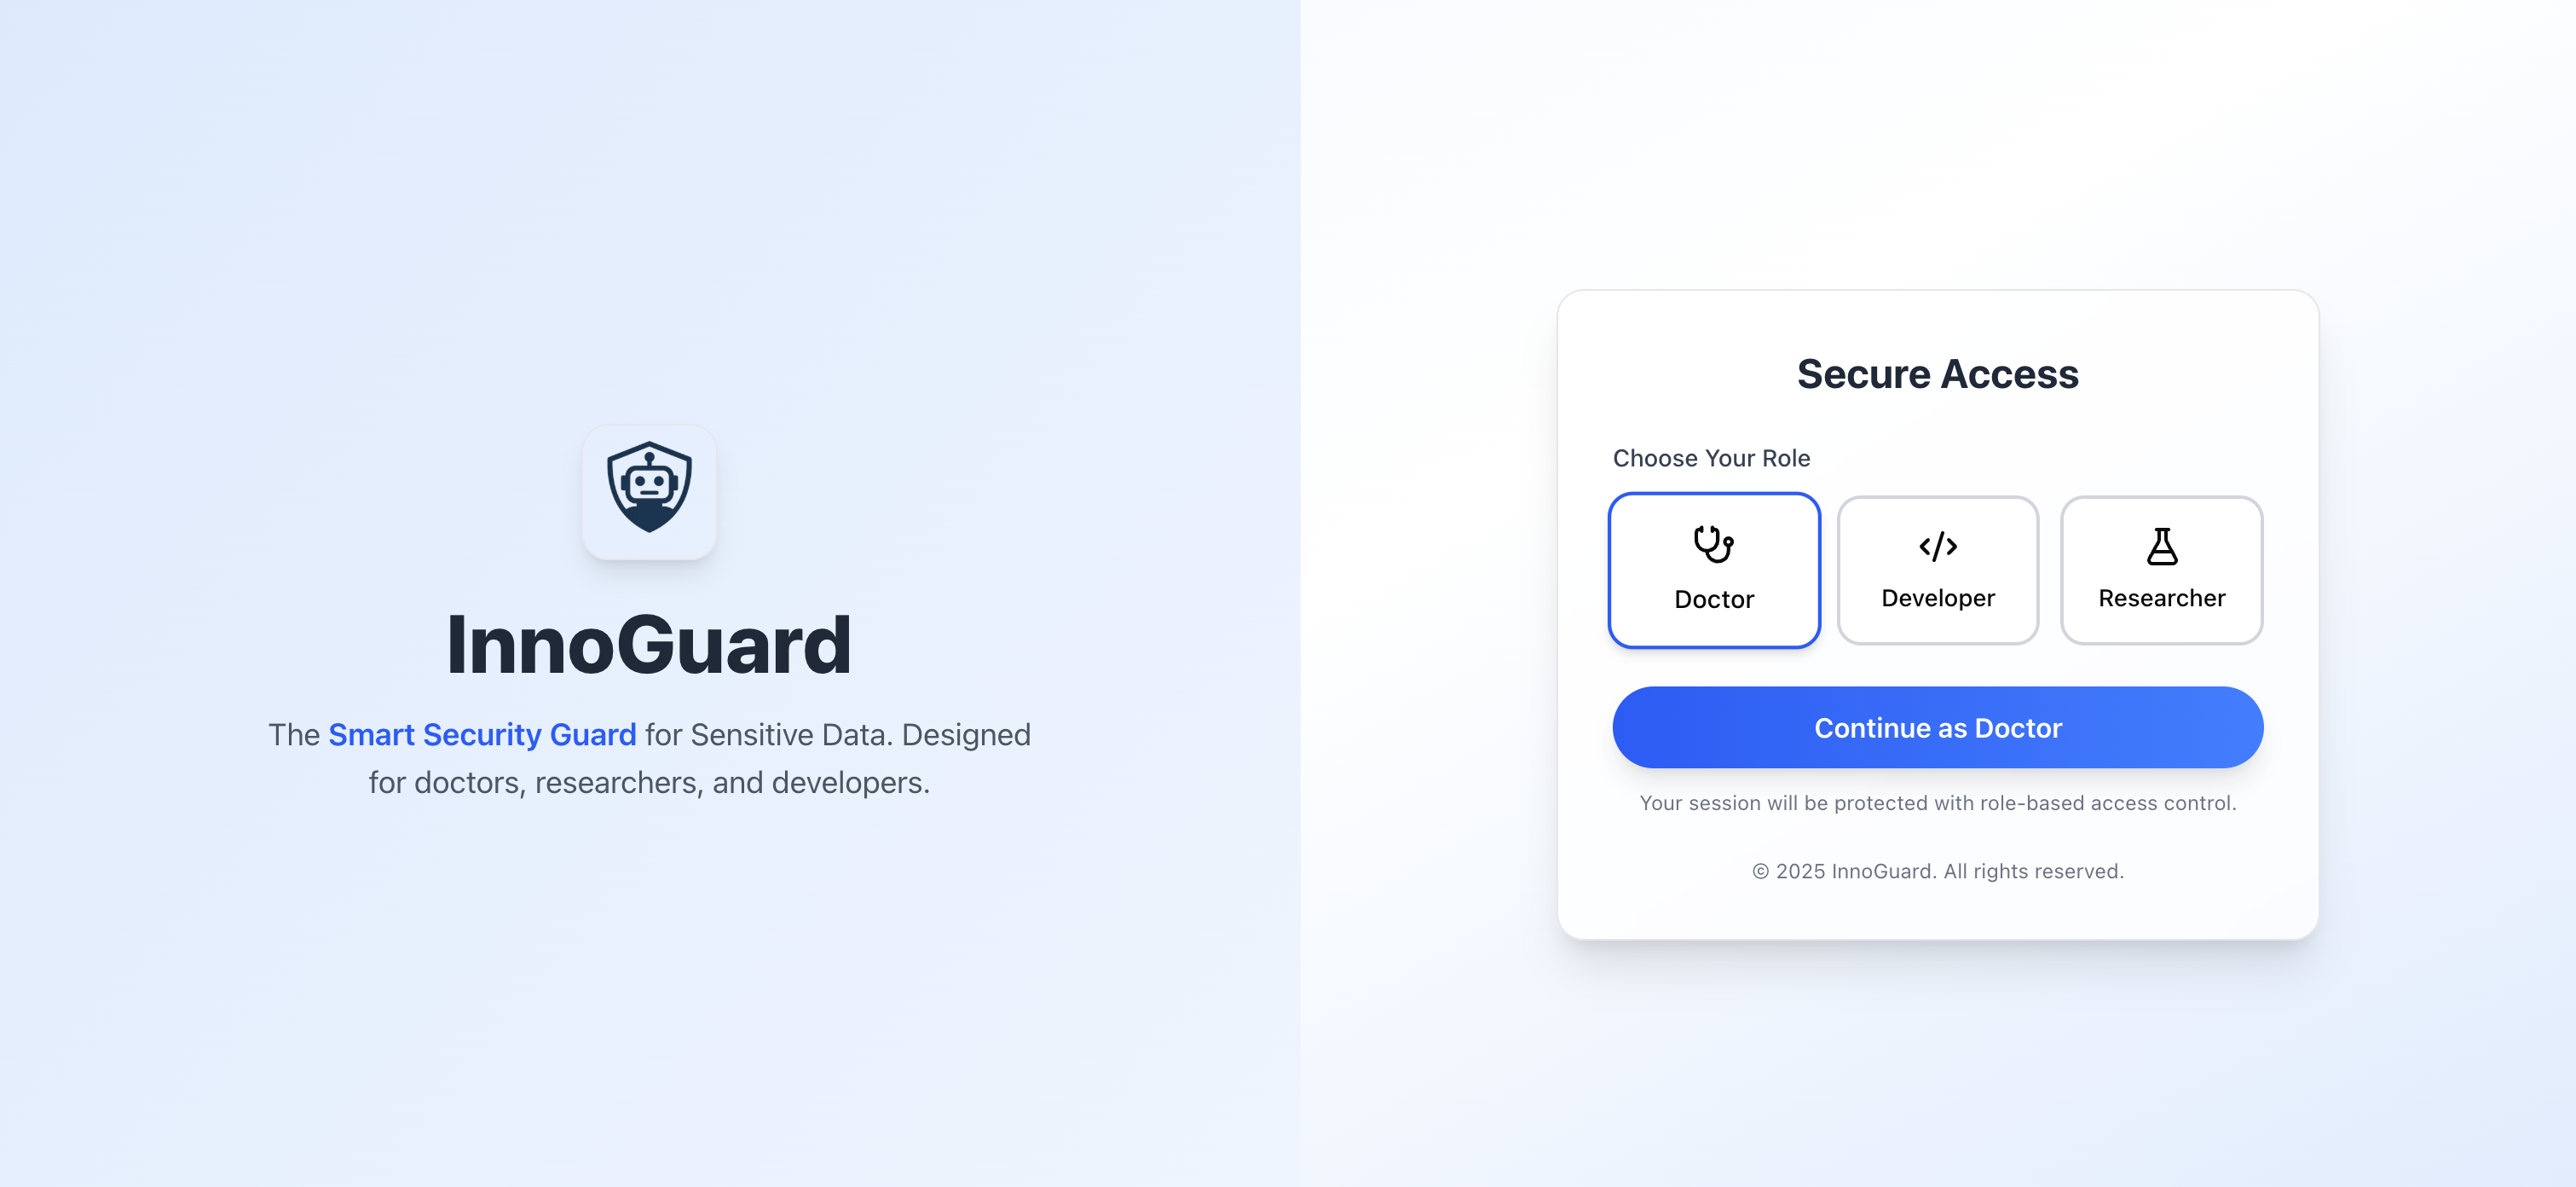 InnoGuard
The Smart Security Guard for Sensitive Data. Designed
for doctors, researchers, and developers.
Secure Access
Choose Your Role
Doctor
Developer
Researcher
Continue as Doctor
Your session will be protected with role-based access control.
© 2025 InnoGuard. All rights reserved.